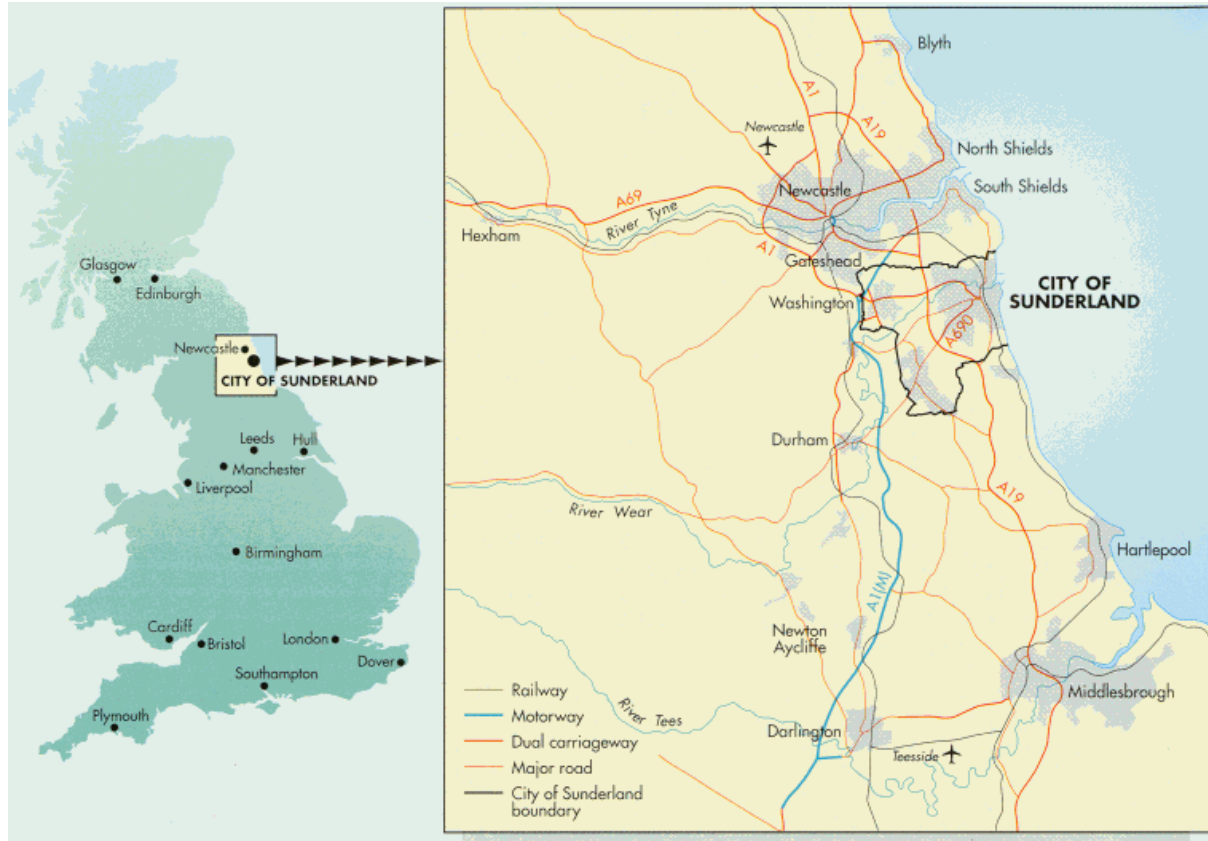 Glasgow
Edinburgh
Newcastle
CITY OF SUNDERLAND
Leeds
Hull
Manchester
Liverpool
Birmingham
Cardiff
Bristol
London
Dover
Southampton
Plymouth
Blyth
A1
A19
Newcastle
North Shields
South Shields
Newcastle
A69
River Tyne
Hexham
A1
Gateshead
Washington
CITY OF
SUNDERLAND
A690
Durham
A19
River Wear
Hartlepool
A1(M)
Newton
Aycliffe
Middlesbrough
River Tees
Darlington
Teesside
Railway
Motorway
Dual carriageway
Major road
City of Sunderland
boundary